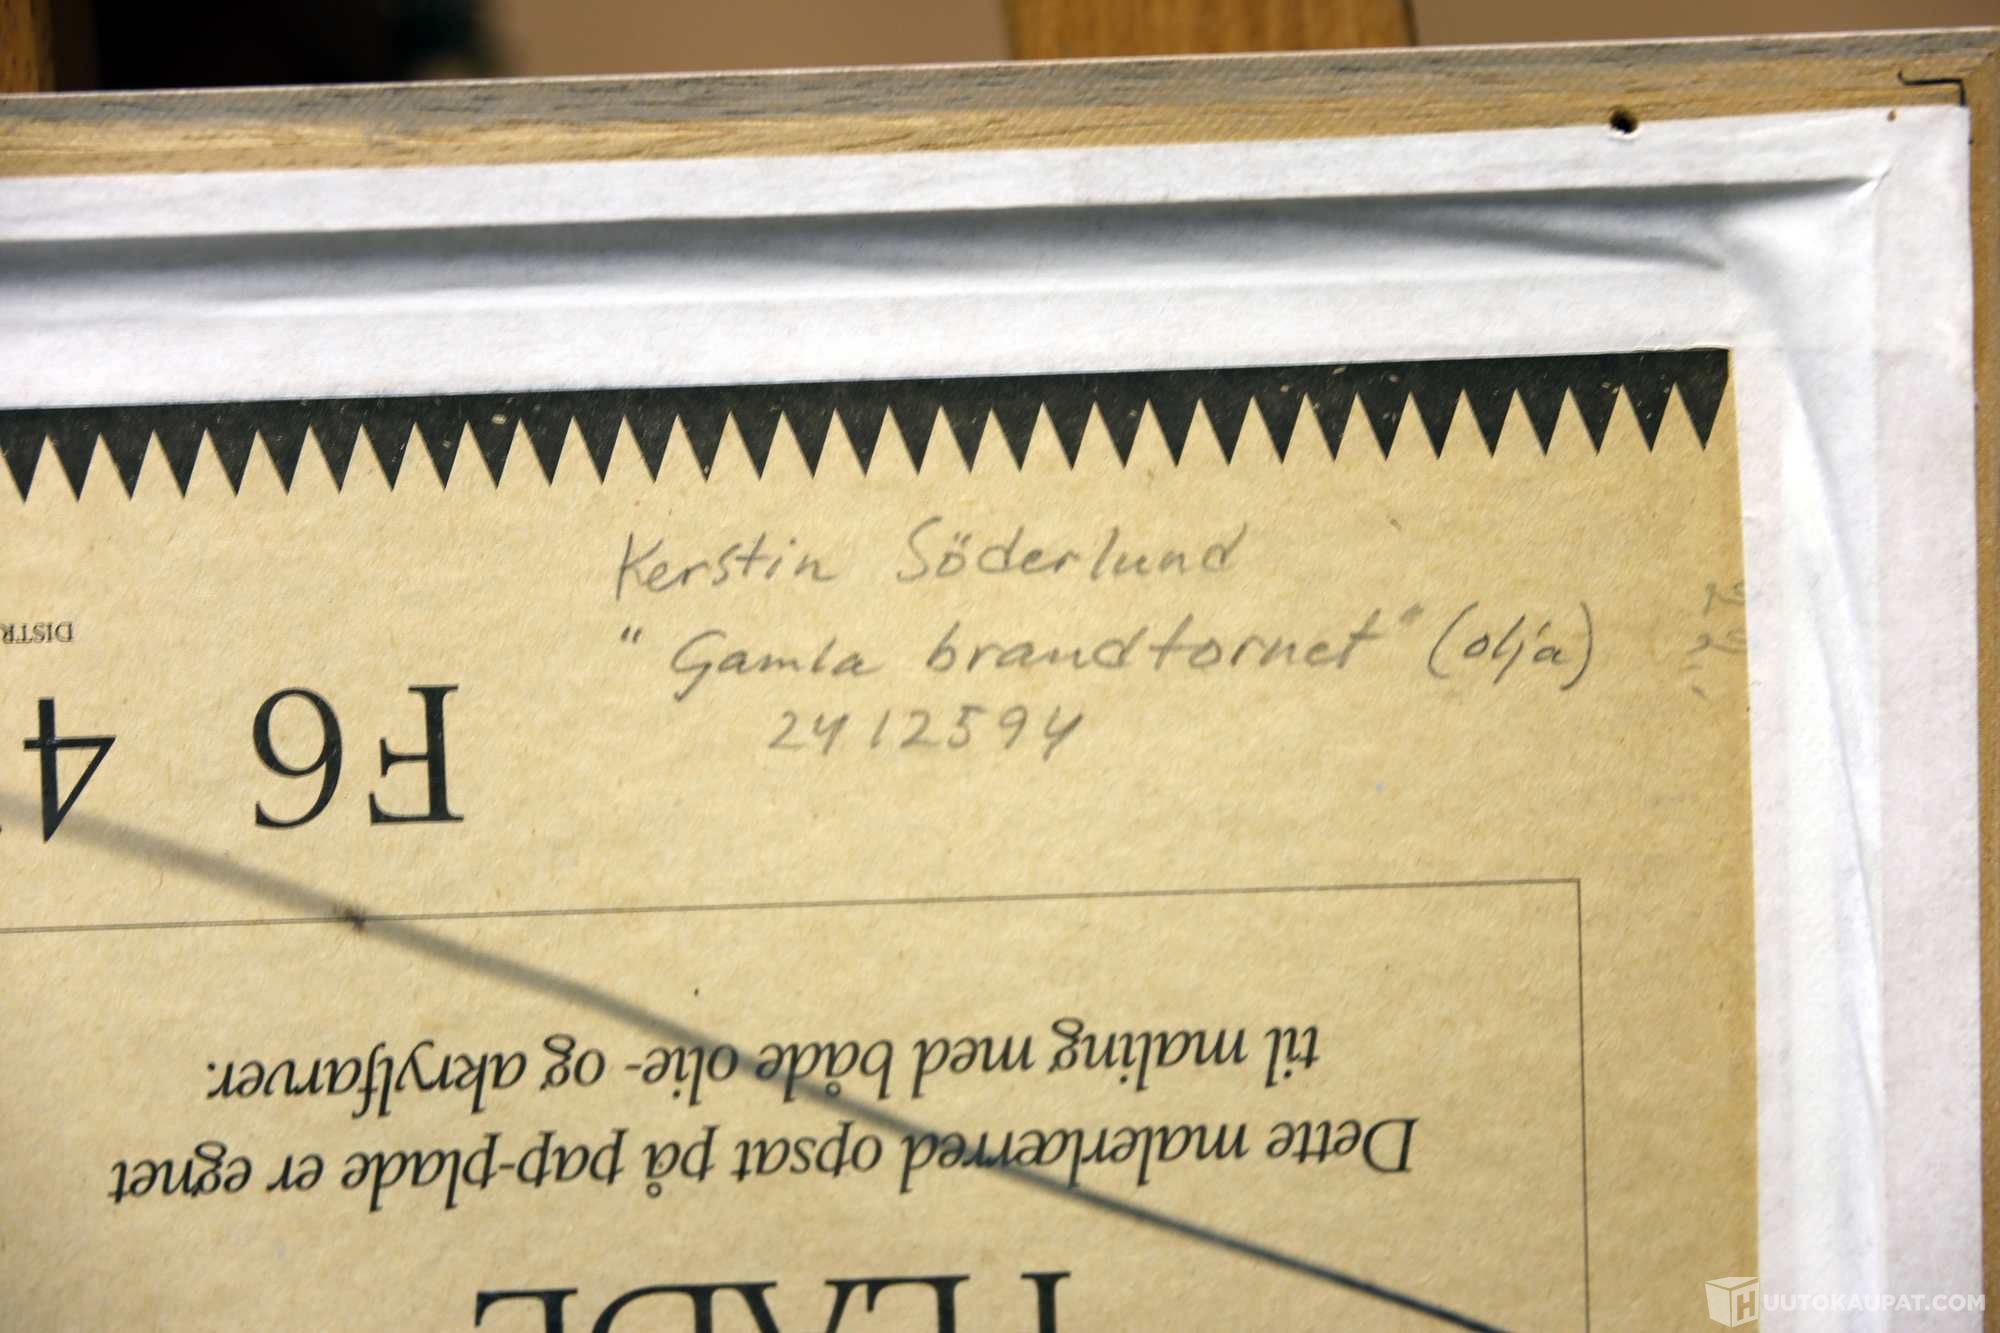 Kerstin Söderlund
"Gamla brandtornet" (olja)
2412594
F6 4
Dette malerlærred opsat på pap-plade er egnet
til maling med både olie- og akrylfarver.
HUUTOKAUPAT.COM